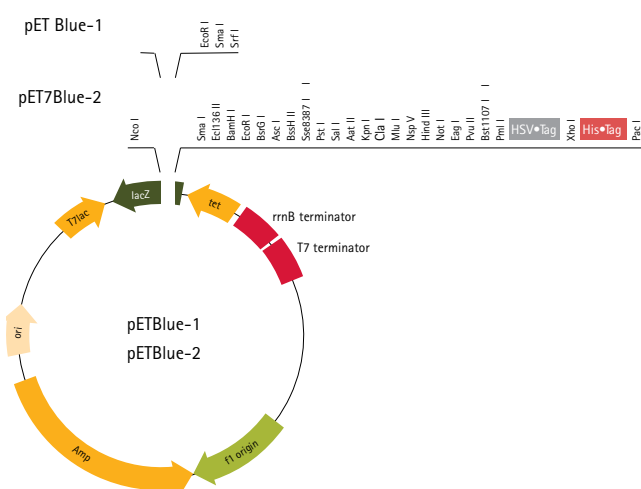 pET Blue-1
EcoR I
Sma I
Srf I
pET7Blue-2
Nco I
Sma I
Ecl136 II
BamH I
EcoR I
BsrG I
Asc I
BssH II
Sse8387 I I
Pst I
Sal I
Aat II
Kpn I
Cla I
Mlu I
Nsp V
Hind III
Not I
Eag I
Pvu II
Bst1107 I I
Pml I
HSV•Tag
Xho I
His•Tag
Pac I
lacZ
tet
T7lac
rrnB terminator
T7 terminator
ori
pETBlue-1
pETBlue-2
Amp
f1 origin